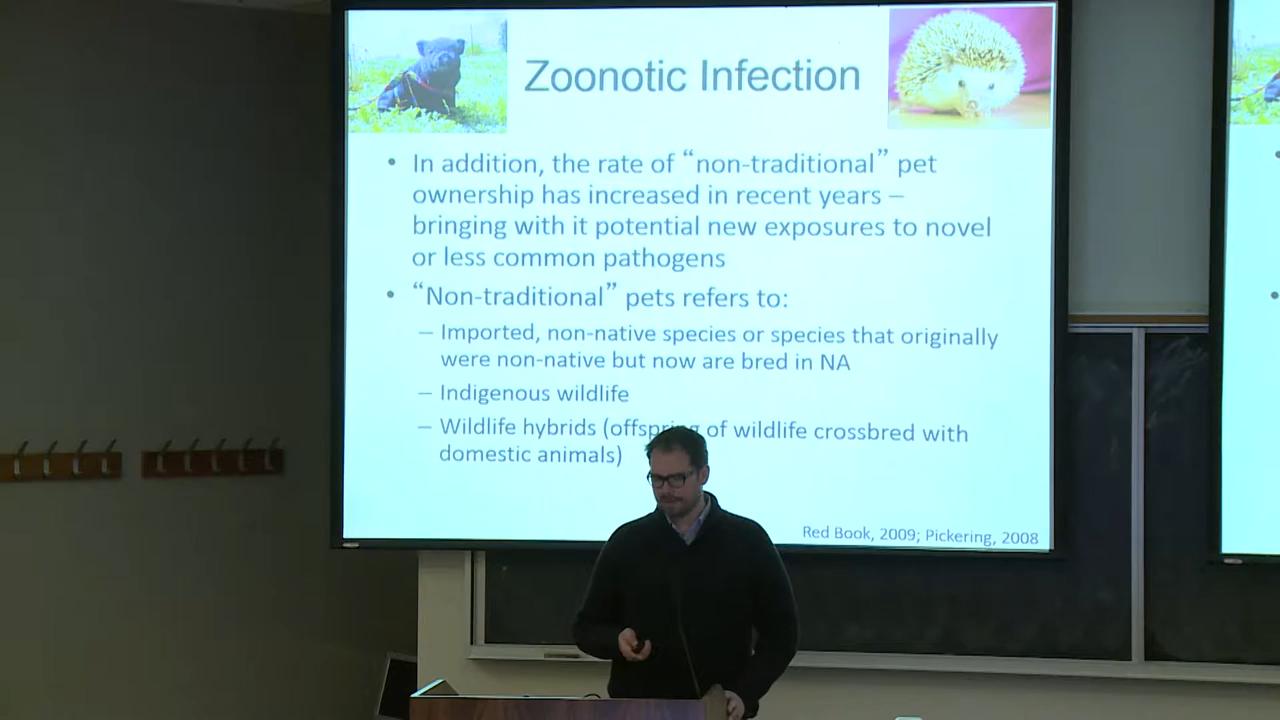 Zoonotic Infection
• In addition, the rate of “non-traditional” pet
ownership has increased in recent years –
bringing with it potential new exposures to novel
or less common pathogens
• “Non-traditional” pets refers to:
– Imported, non-native species or species that originally
were non-native but now are bred in NA
– Indigenous wildlife
– Wildlife hybrids (offspring of wildlife crossbred with
domestic animals)
Red Book, 2009; Pickering, 2008